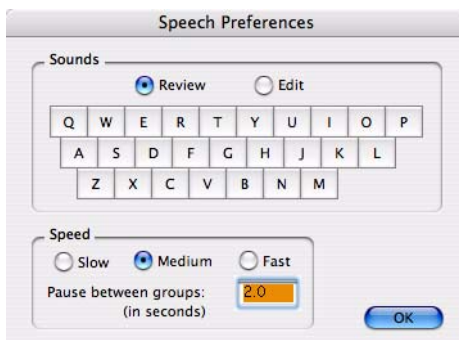 Speech Preferences
Sounds
Review Edit
Q W E R T Y U I O P
A S D F G H J K L
Z X C V B N M
Speed
Slow Medium Fast
Pause between groups: 2.0
(in seconds)
OK